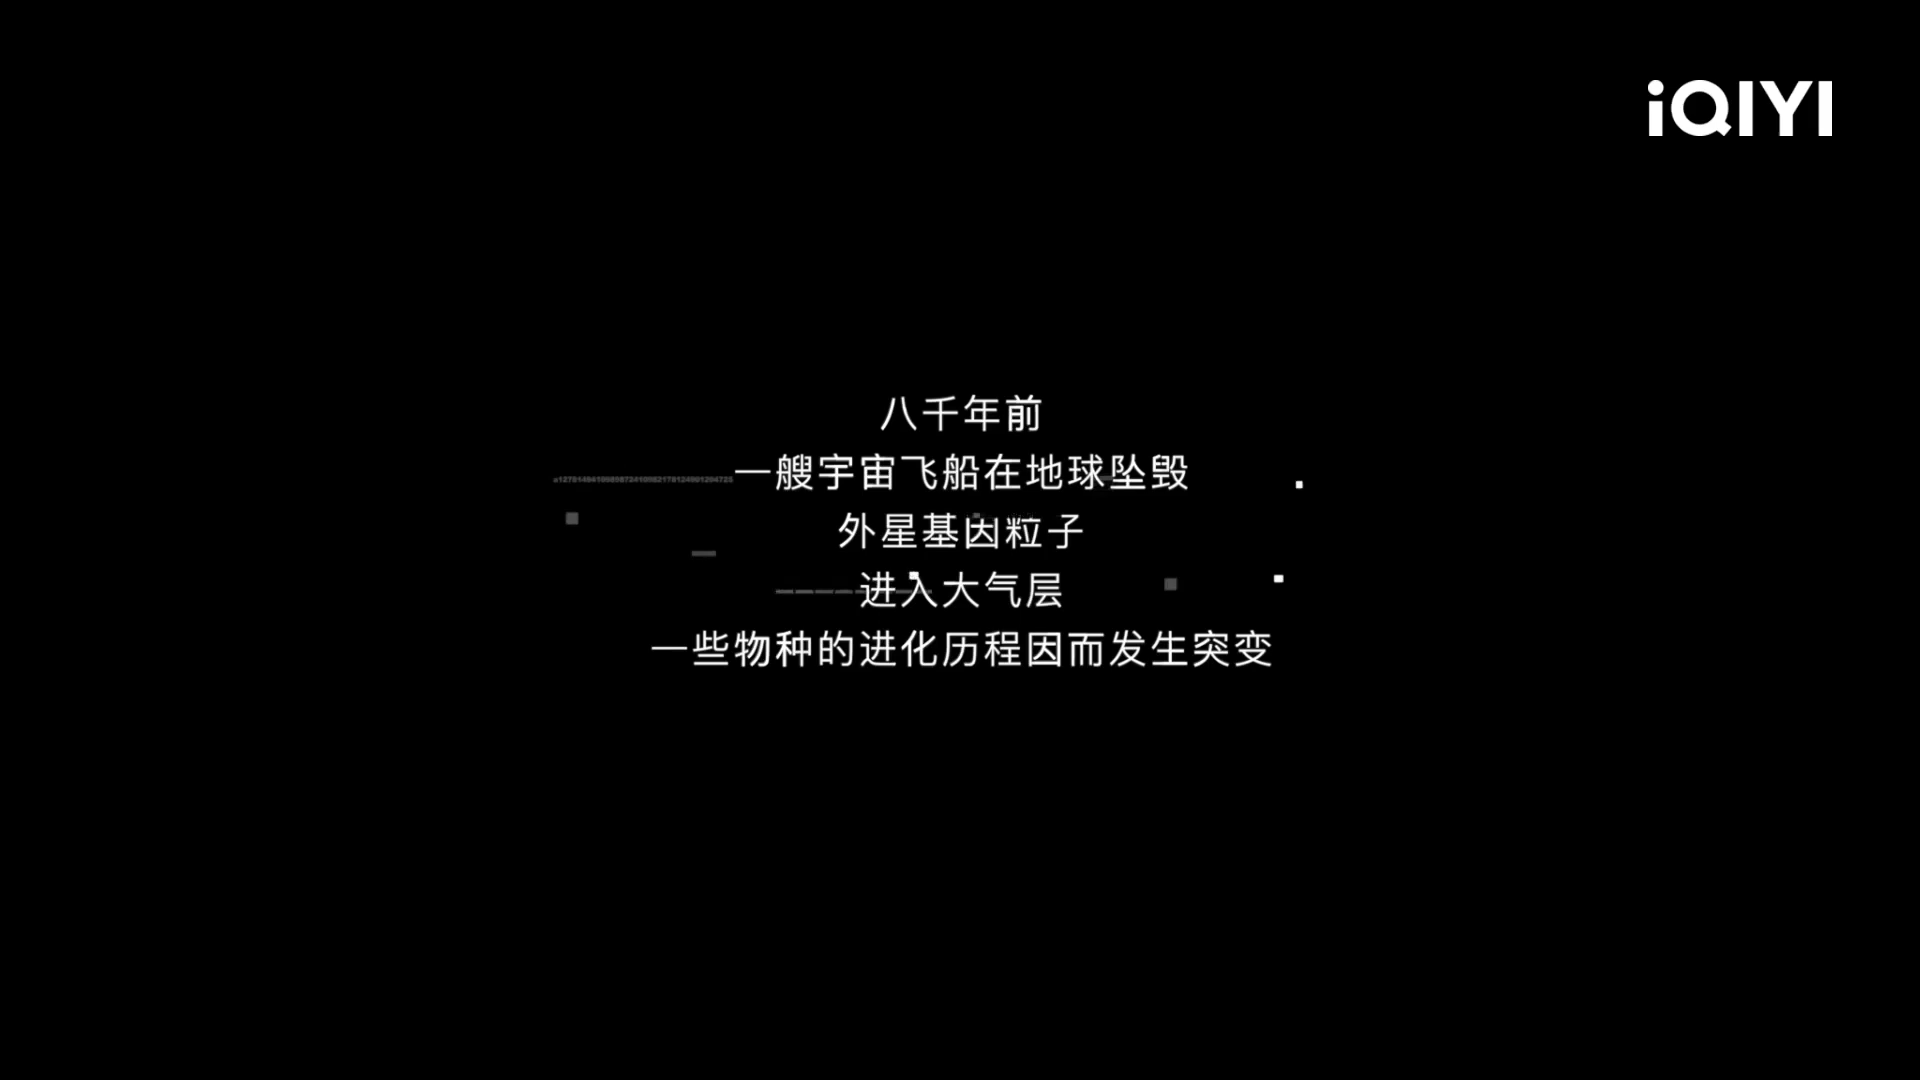 iQIYI
八千年前
一艘宇宙飞船在地球坠毁
外星基因粒子
进入大气层
一些物种的进化历程因而发生突变